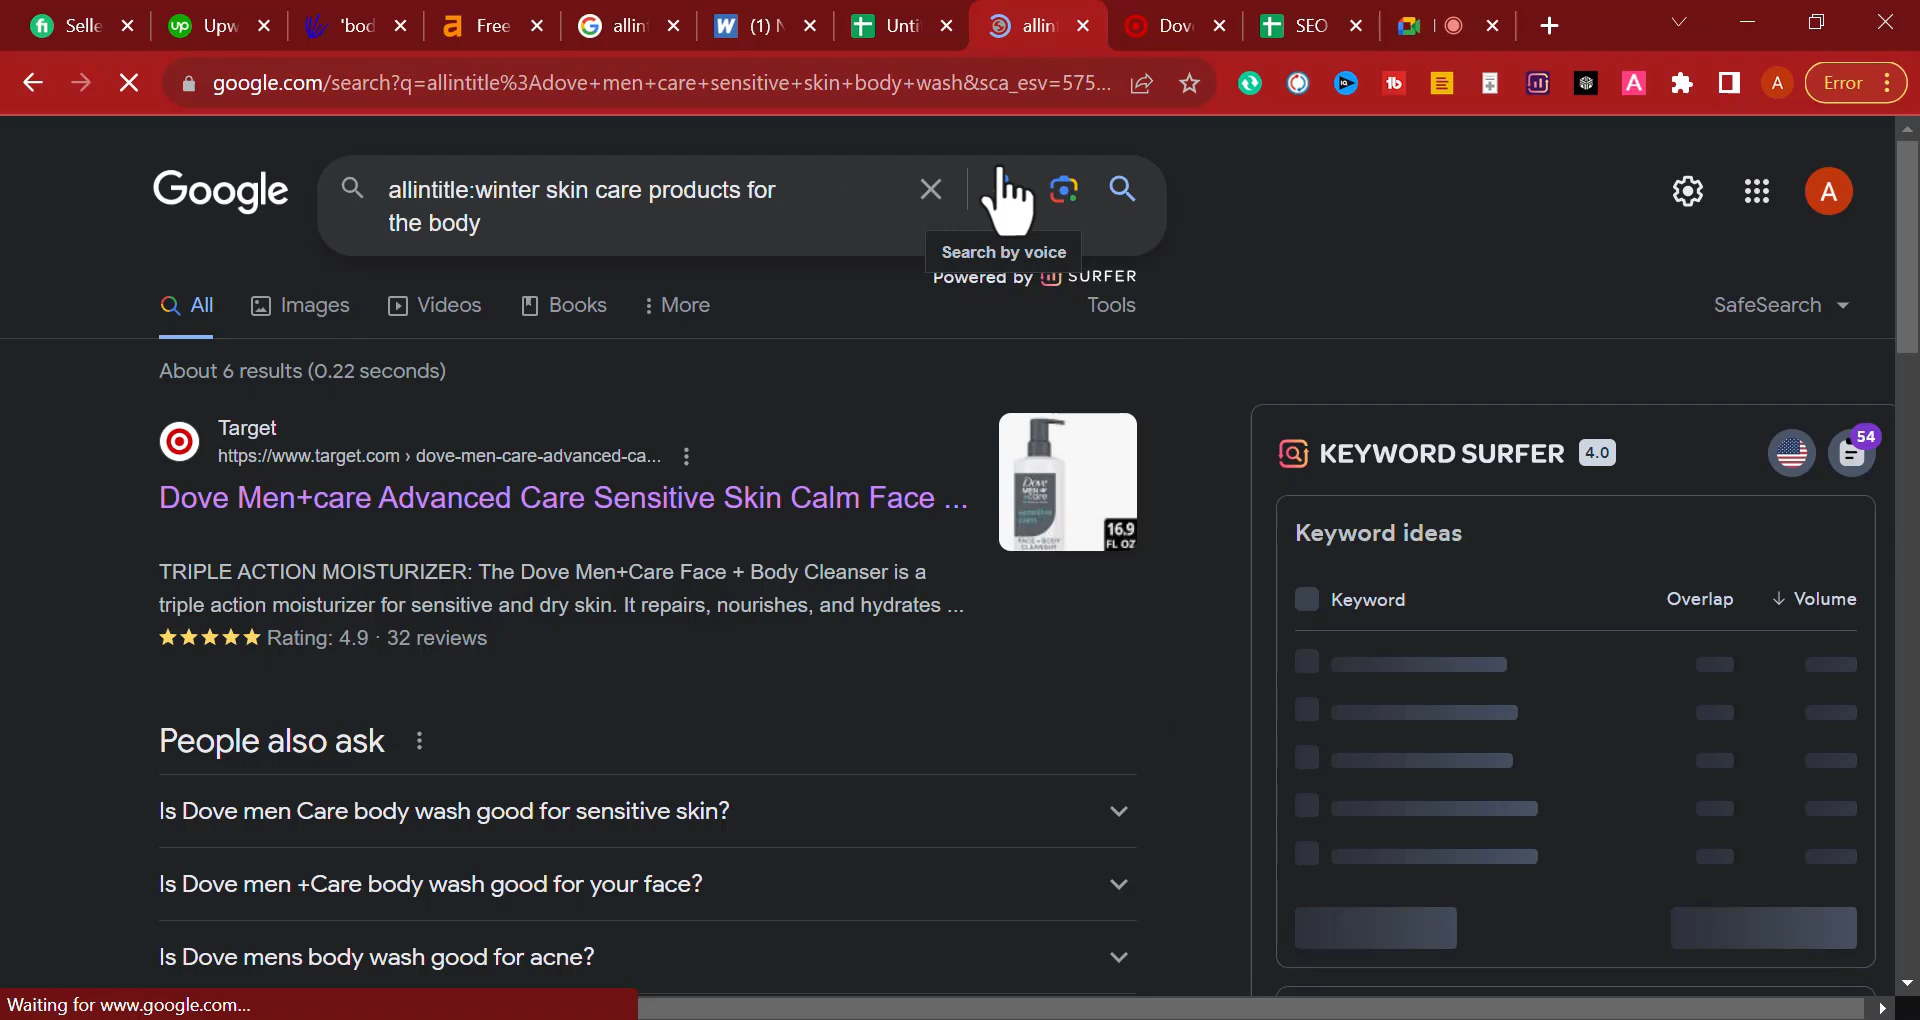 Selle
Upw
'bod
Free
allin
(1) N
Unti
allin
Dov
SEO
google.com/search?q=allintitle%3Adove+men+care+sensitive+skin+body+wash&sca_esv=575...
A
Error
Google
allintitle:winter skin care products for
the body
A
Search by voice
Powered by SURFER
All
Images
Videos
Books
More
Tools
SafeSearch
About 6 results (0.22 seconds)
Target
https://www.target.com › dove-men-care-advanced-ca...
Dove Men+care Advanced Care Sensitive Skin Calm Face ...
16.9
FL OZ
TRIPLE ACTION MOISTURIZER: The Dove Men+Care Face + Body Cleanser is a
triple action moisturizer for sensitive and dry skin. It repairs, nourishes, and hydrates ...
Rating: 4.9 · 32 reviews
People also ask
Is Dove men Care body wash good for sensitive skin?
Is Dove men +Care body wash good for your face?
Is Dove mens body wash good for acne?
KEYWORD SURFER 4.0
54
Keyword ideas
Keyword
Overlap
Volume
Waiting for www.google.com...